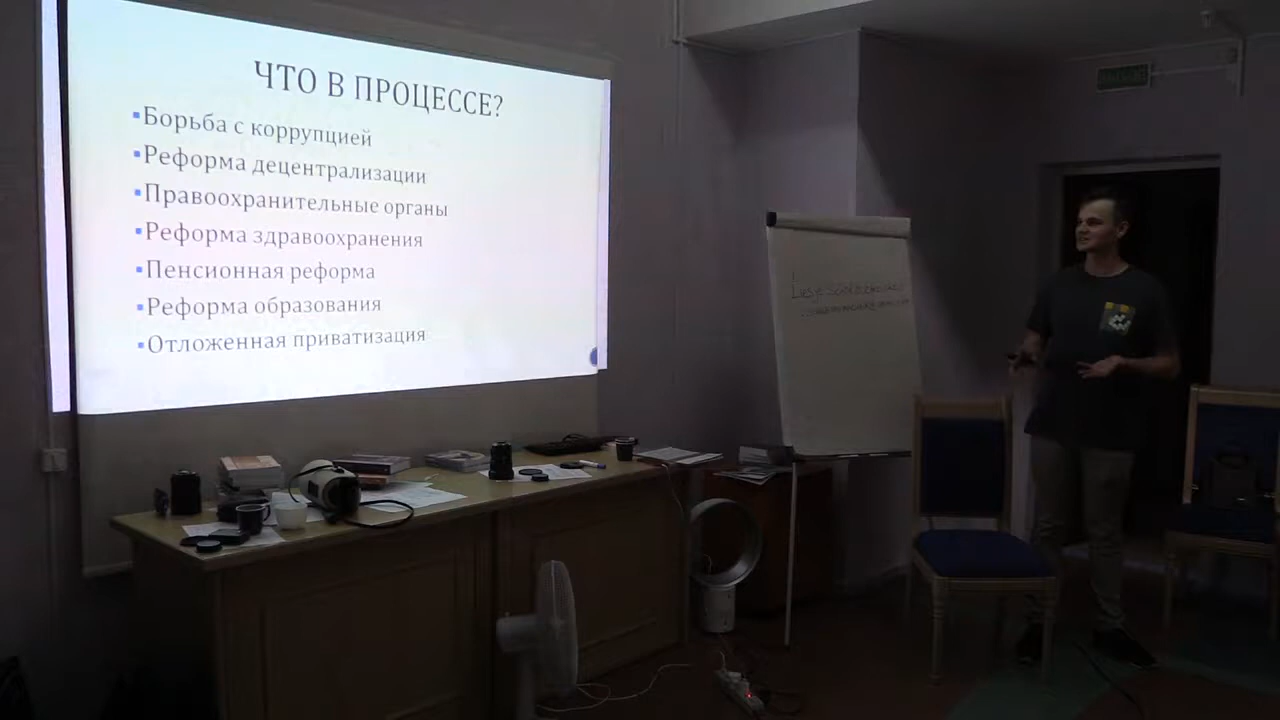 ЧТО В ПРОЦЕССЕ?
▪Борьба с коррупцией
▪Реформа децентрализации
▪Правоохранительные органы
▪Реформа здравоохранения
▪Пенсионная реформа
▪Реформа образования
▪Отложенная приватизация